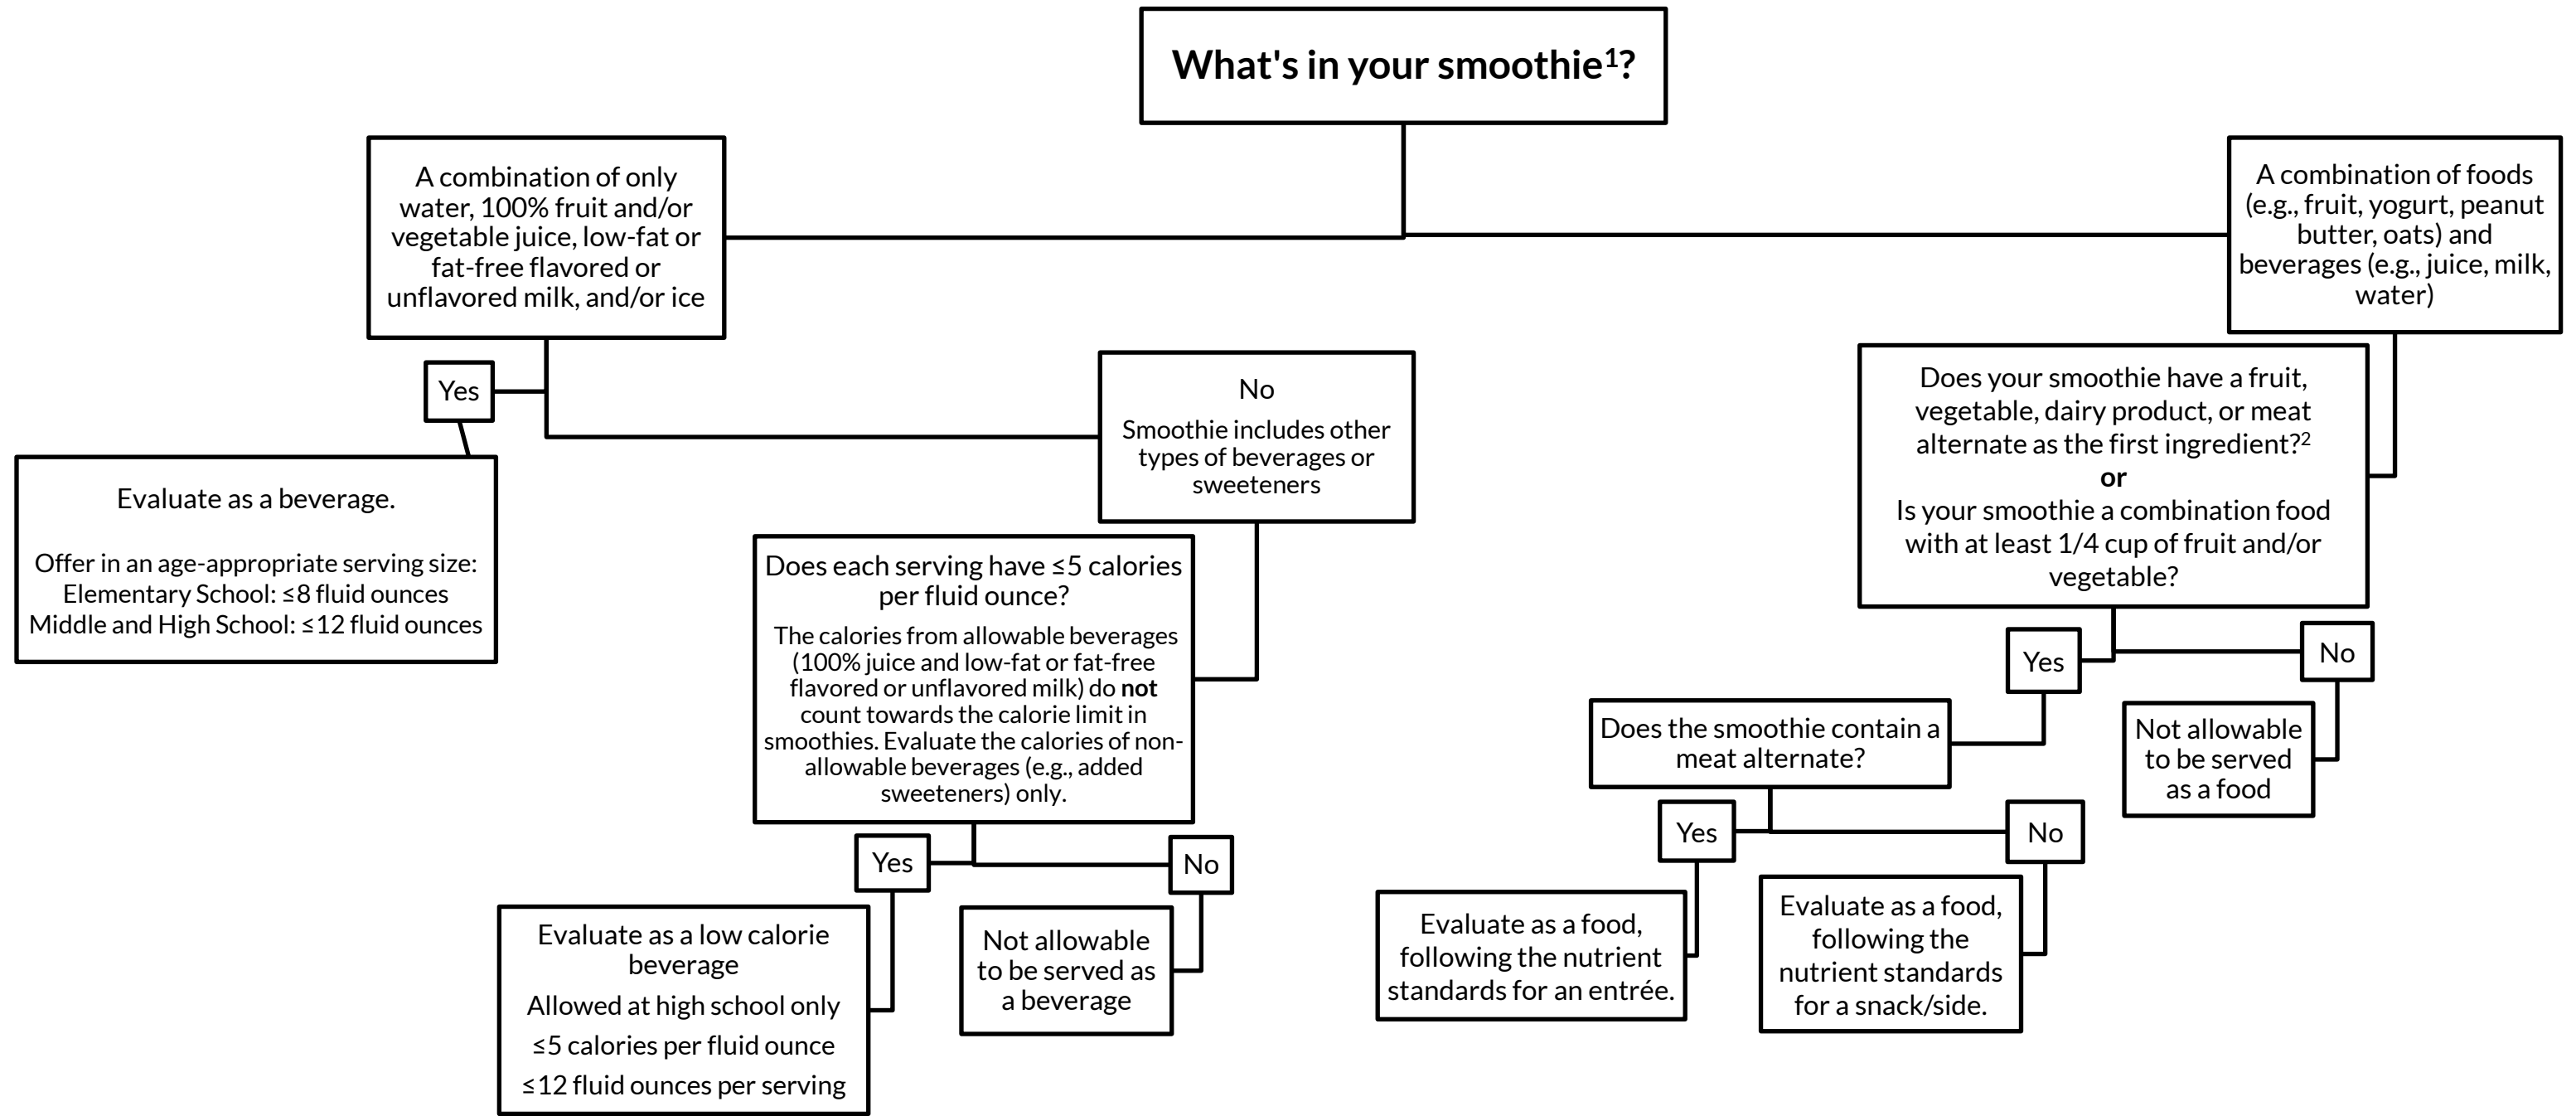 What's in your smoothie¹?
A combination of only
water, 100% fruit and/or
vegetable juice, low-fat or
fat-free flavored or
unflavored milk, and/or ice
Yes
Evaluate as a beverage.
Offer in an age-appropriate serving size:
Elementary School: ≤8 fluid ounces
Middle and High School: ≤12 fluid ounces
No
Smoothie includes other
types of beverages or
sweeteners
Does each serving have ≤5 calories
per fluid ounce?
The calories from allowable beverages
(100% juice and low-fat or fat-free
flavored or unflavored milk) do not
count towards the calorie limit in
smoothies. Evaluate the calories of non-
allowable beverages (e.g., added
sweeteners) only.
Yes
Evaluate as a low calorie
beverage
Allowed at high school only
≤5 calories per fluid ounce
≤12 fluid ounces per serving
No
Not allowable
to be served as
a beverage
A combination of foods
(e.g., fruit, yogurt, peanut
butter, oats) and
beverages (e.g., juice, milk,
water)
Does your smoothie have a fruit,
vegetable, dairy product, or meat
alternate as the first ingredient?²
or
Is your smoothie a combination food
with at least 1/4 cup of fruit and/or
vegetable?
Yes
Does the smoothie contain a
meat alternate?
Yes
Evaluate as a food,
following the nutrient
standards for an entrée.
No
Evaluate as a food,
following the
nutrient standards
for a snack/side.
No
Not allowable
to be served
as a food